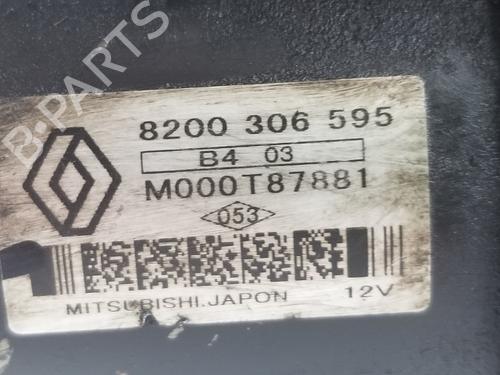 B-PARTS
8200 306 595
B4 03
M000T87881
053
MITSUBISHI.JAPON 12V